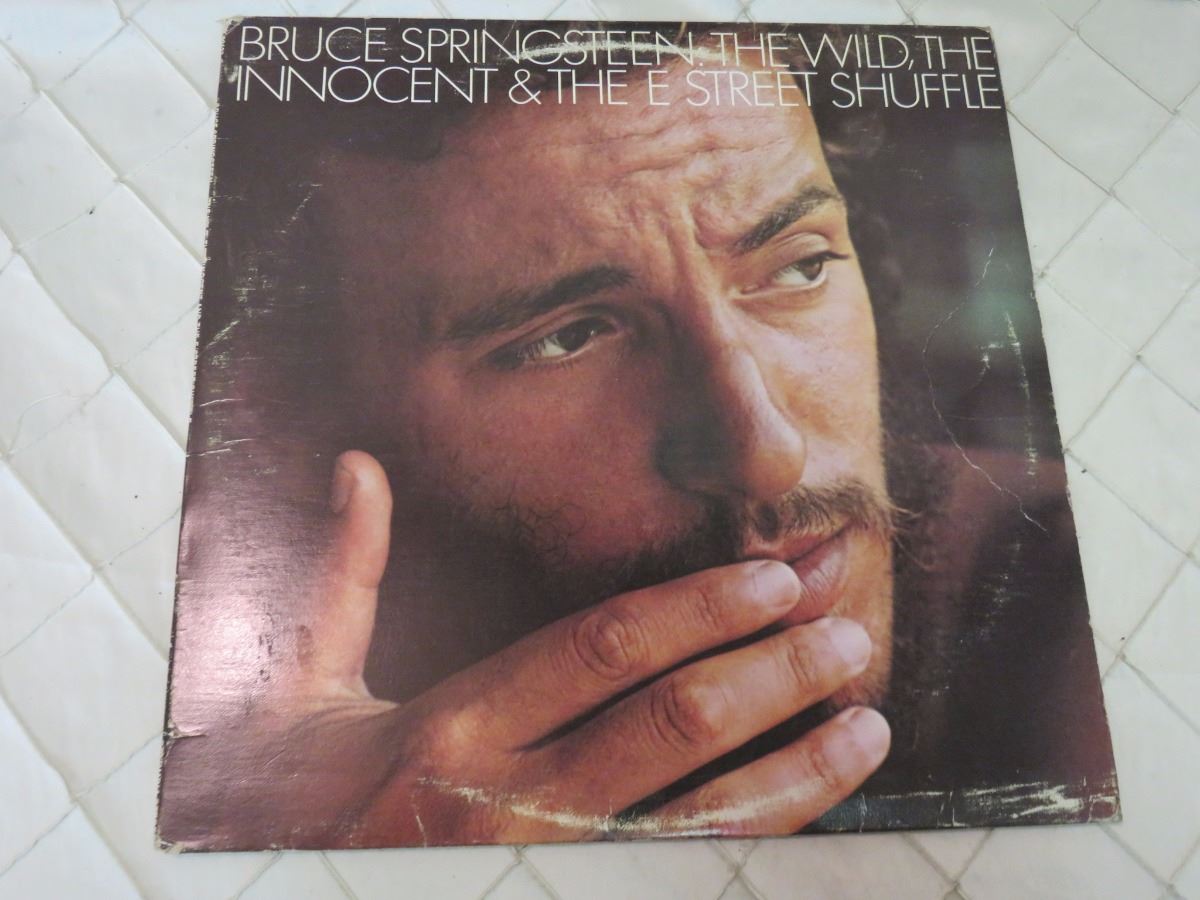 BRUCE SPRINGSTEEN: THE WILD, THE
INNOCENT & THE E STREET SHUFFLE